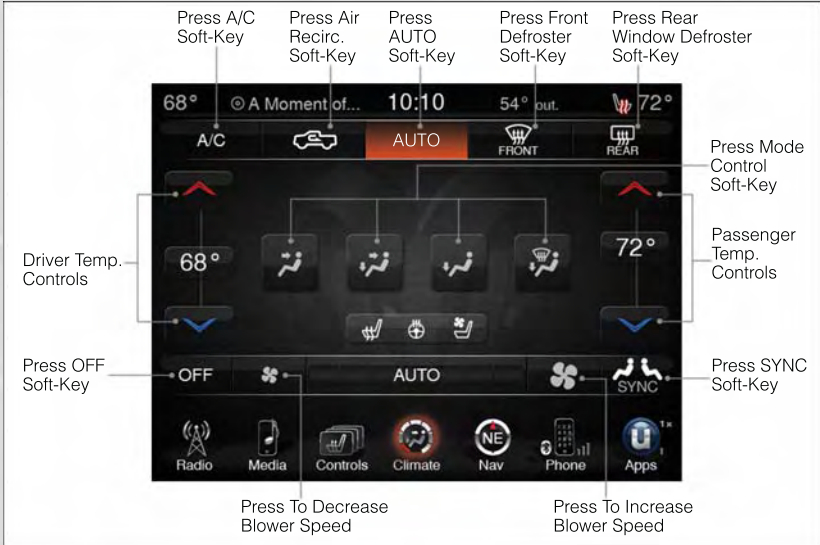 Press A/C
Soft-Key
Press Air
Recirc.
Soft-Key
Press
AUTO
Soft-Key
Press Front
Defroster
Soft-Key
Press Rear
Window Defroster
Soft-Key
68° A Moment of... 10:10 54° out. 72°
A/C AUTO FRONT REAR
Press Mode
Control
Soft-Key
Driver Temp.
Controls
68°
72°
Passenger
Temp.
Controls
Press OFF
Soft-Key
OFF AUTO SYNC
Press SYNC
Soft-Key
Radio Media Controls Climate NE Nav Phone U 1x Apps
Press To Decrease
Blower Speed
Press To Increase
Blower Speed